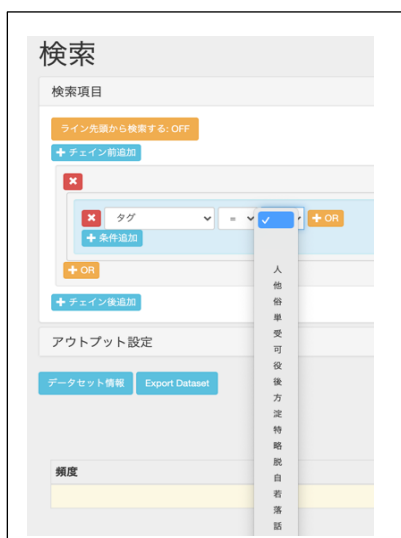 検索
検索項目
ライン先頭から検索する: OFF
+ チェイン前追加
×
× タグ = ✓ + OR
+ 条件追加
+ OR
+ チェイン後追加
人
他
俗
単
受
可
役
後
方
淀
特
略
脱
自
若
落
話
アウトプット設定
データセット情報 Export Dataset
頻度